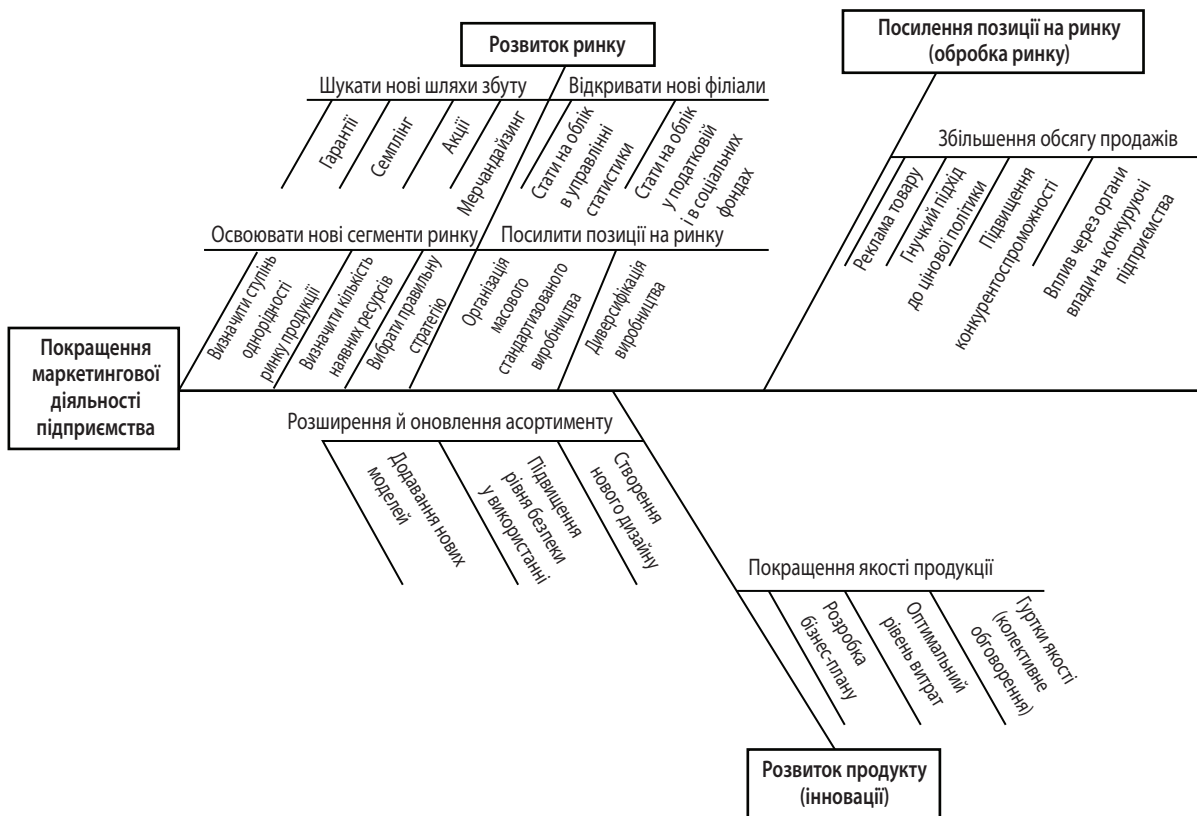 Розвиток ринку
Посилення позиції на ринку
(обробка ринку)
Шукати нові шляхи збуту
Відкривати нові філіали
Гарантії
Семплінг
Акції
Мерчандайзинг
Стати на облік
в управлінні
статистики
Стати на облік
у податковій
і в соціальних
фондах
Збільшення обсягу продажів
Реклама товару
Гнучкий підхід
до цінової політики
Підвищення
конкурентоспроможності
Вплив через органи
влади на конкуруючі
підприємства
Освоювати нові сегменти ринку
Посилити позиції на ринку
Визначити ступінь
однорідності
ринку продукції
Визначити кількість
наявних ресурсів
Вибрати правильну
стратегію
Організація
масового
стандартизованого
виробництва
Диверсифікація
виробництва
Покращення
маркетингової
діяльності
підприємства
Розширення й оновлення асортименту
Додавання нових
моделей
Підвищення
рівня безпеки
у використанні
Створення
нового дизайну
Покращення якості продукції
Розробка
бізнес-плану
Оптимальний
рівень витрат
Гуртки якості
(колективне
обговорення)
Розвиток продукту
(інновації)